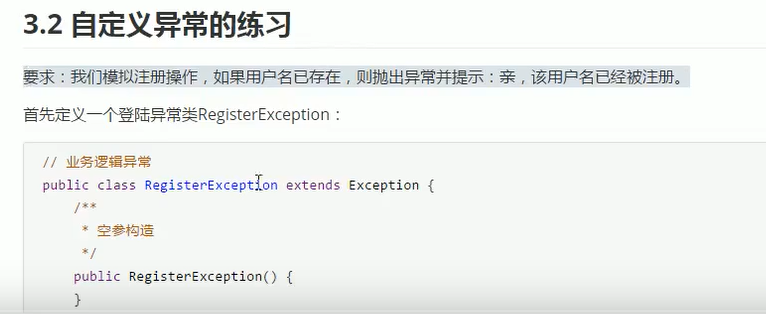 3.2 自定义异常的练习
要求：我们模拟注册操作，如果用户名已存在，则抛出异常并提示：亲，该用户名已经被注册。
首先定义一个登陆异常类RegisterException：
// 业务逻辑异常
public class RegisterException extends Exception {
    /**
     * 空参构造
     */
    public RegisterException() {
    }